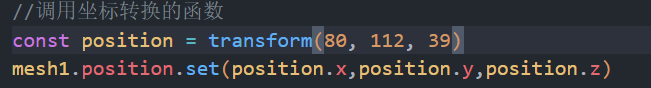 //调用坐标转换的函数
const position = transform(80, 112, 39)
mesh1.position.set(position.x,position.y,position.z)